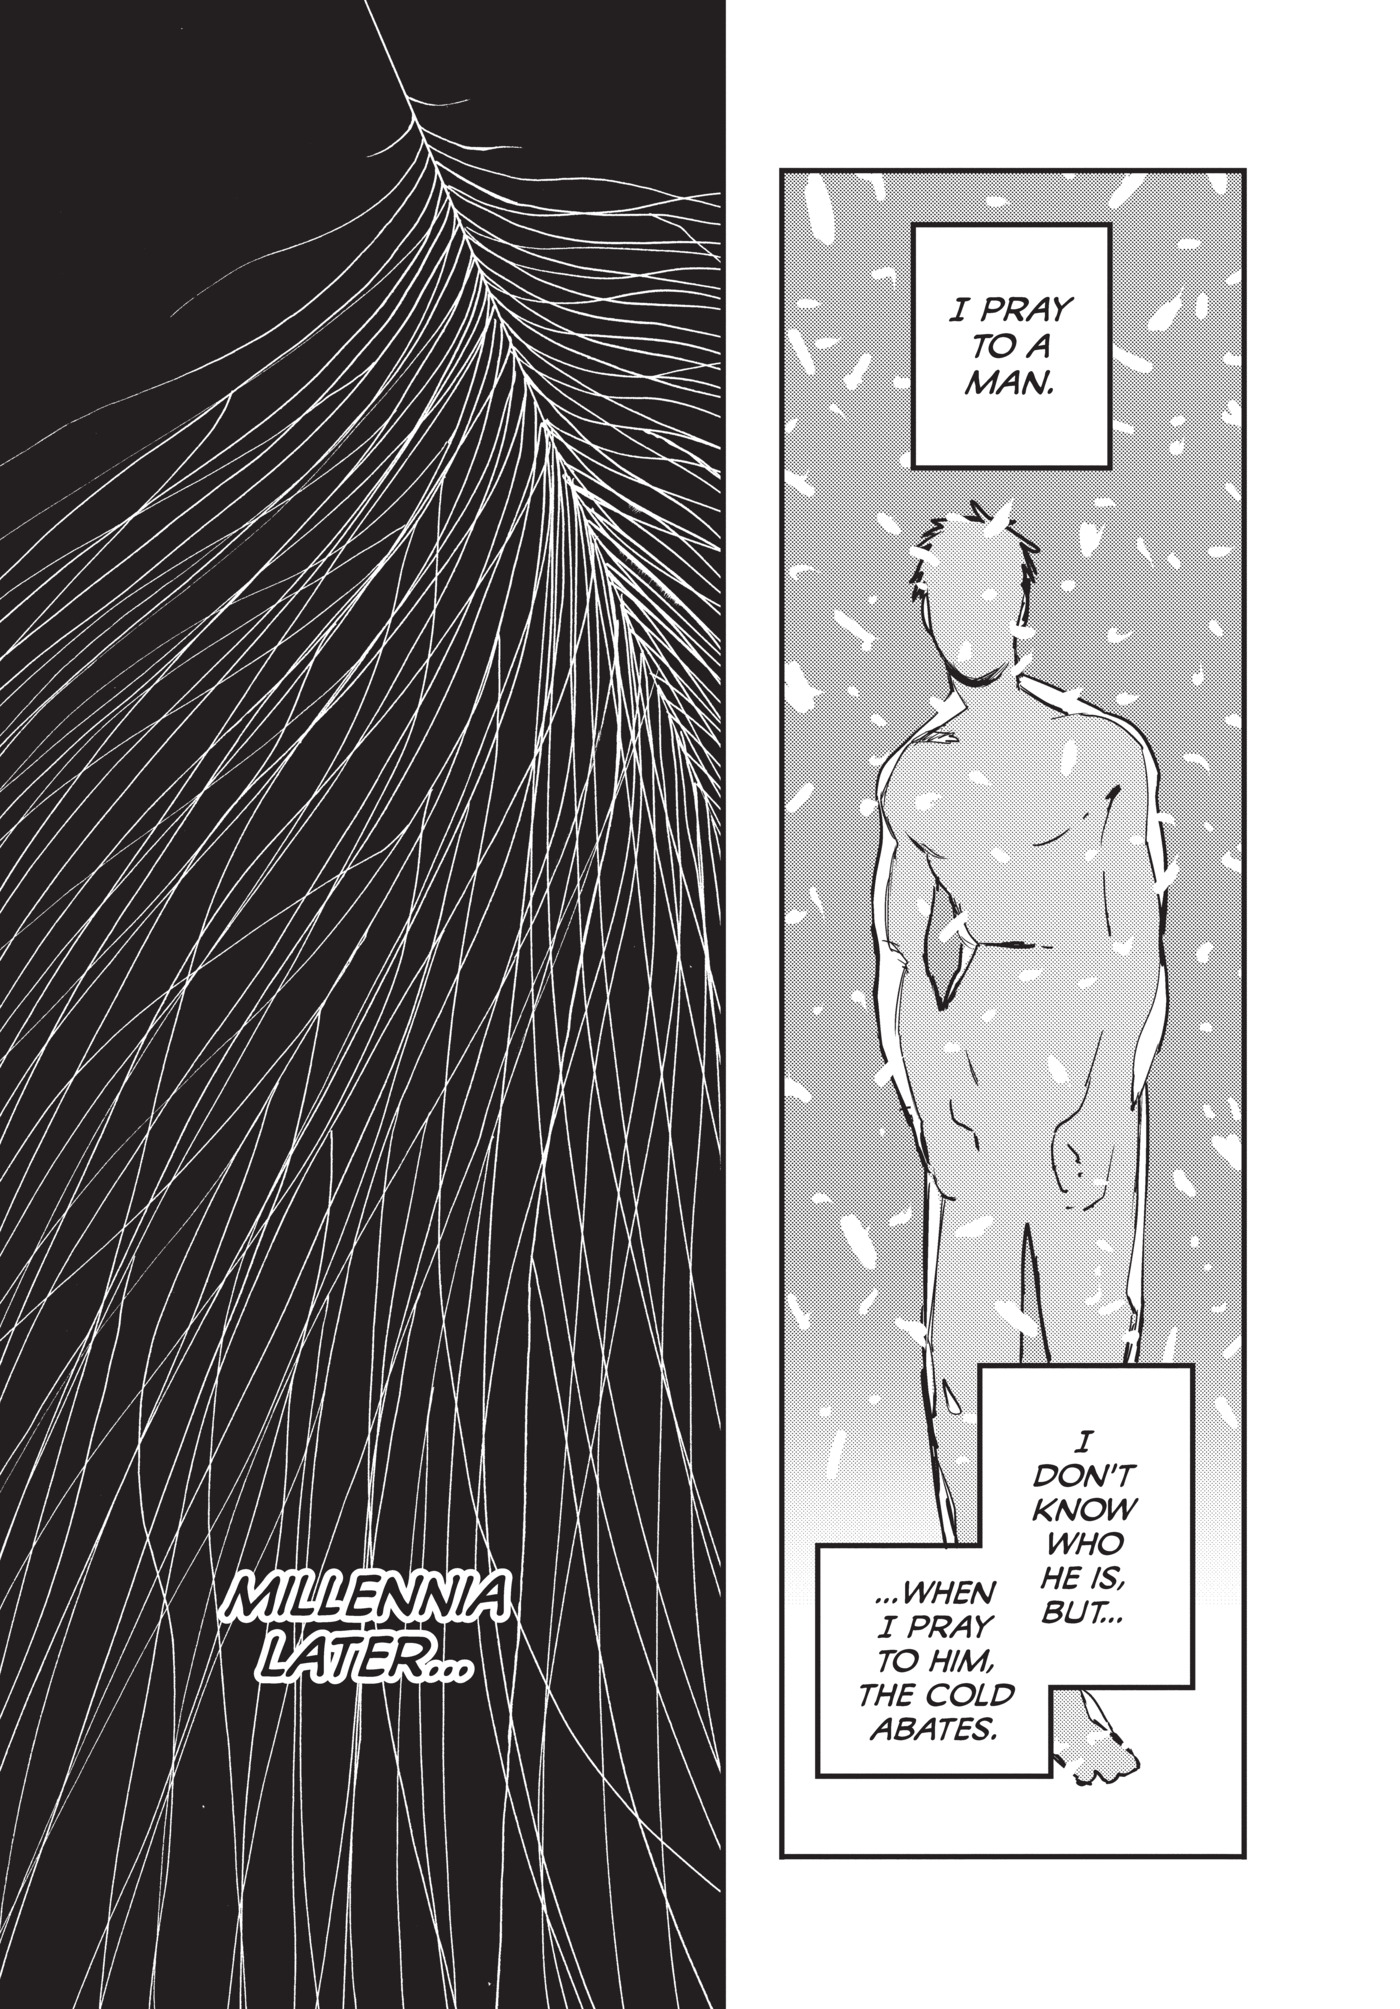 I PRAY
TO A
MAN.
I
DON'T
KNOW
WHO
HE IS,
BUT...
...WHEN
I PRAY
TO HIM,
THE COLD
ABATES.
MILLENNIA
LATER...